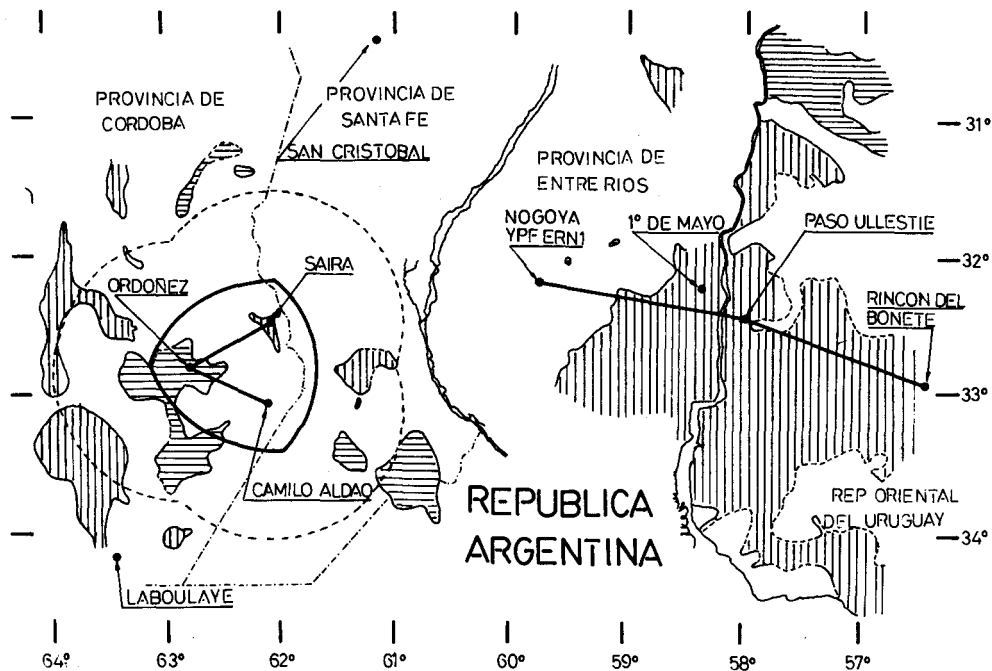 PROVINCIA DE
CORDOBA
PROVINCIA DE
SANTA FE
SAN CRISTOBAL
31°
PROVINCIA DE
ENTRE RIOS
NOGOYA
YPF ERN1
1º DE MAYO
PASO ULLESTIE
32°
ORDOÑEZ
SAIRA
RINCON DEL
BONETE
33°
CAMILO ALDAO
REPUBLICA
ARGENTINA
REP ORIENTAL
DEL URUGUAY
34°
LABOULAYE
64°
63°
62°
61°
60°
59°
58°
57°